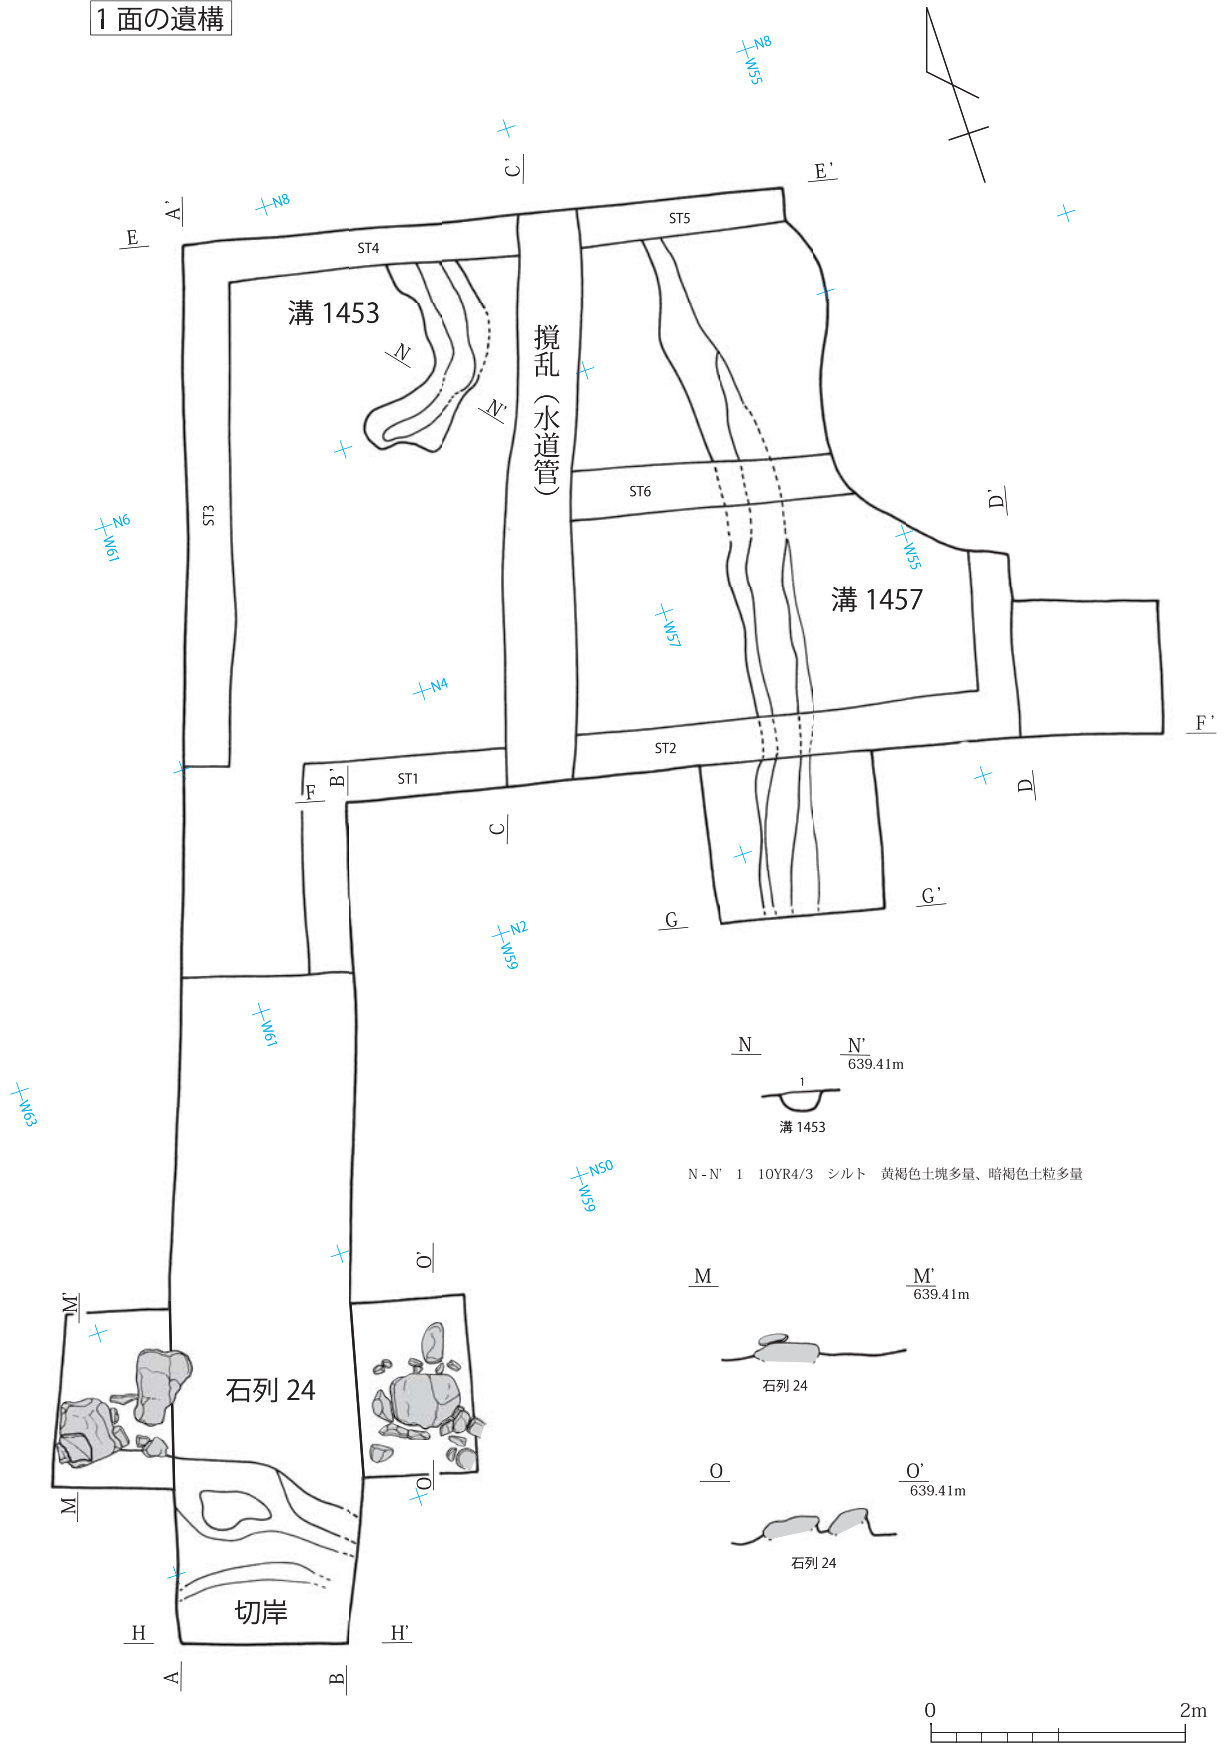 1 面の遺構
N8
W55
C'
E'
A'
N8
E
ST5
ST4
溝 1453
攪乱（水道管）
N
N'
ST6
D'
ST3
N6
W61
W55
溝 1457
W57
N4
F'
ST2
B'
ST1
F
D
C
G'
G
N2
W59
W61
N
N'
639.41m
1
溝 1453
W63
NS0
W59
N - N' 1 10YR4/3 シルト 黄褐色土塊多量、暗褐色土粒多量
O'
M
M'
639.41m
M'
石列 24
石列 24
O
O'
639.41m
O
M
石列 24
切岸
H
H'
A
B
0
2m